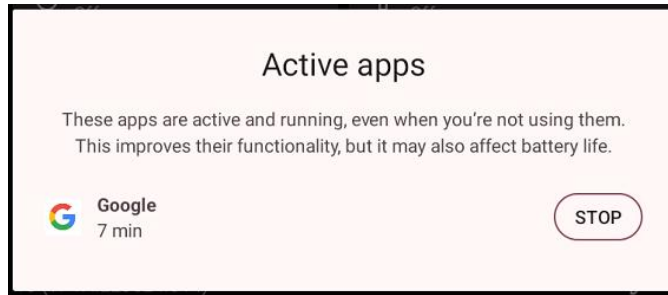 Active apps
These apps are active and running, even when you're not using them.
This improves their functionality, but it may also affect battery life.
Google
7 min
STOP